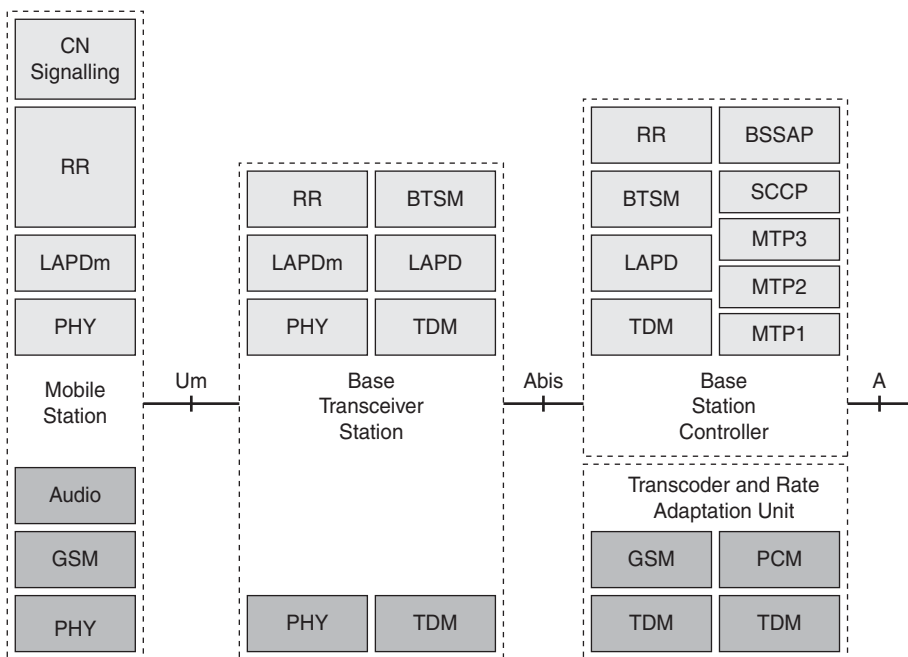 CN
Signalling
RR
LAPDm
PHY
Mobile
Station
Audio
GSM
PHY
Um
RR
BTSM
LAPDm
LAPD
PHY
TDM
Base
Transceiver
Station
PHY
TDM
Abis
RR
BSSAP
BTSM
SCCP
MTP3
LAPD
MTP2
TDM
MTP1
Base
Station
Controller
A
Transcoder and Rate
Adaptation Unit
GSM
PCM
TDM
TDM